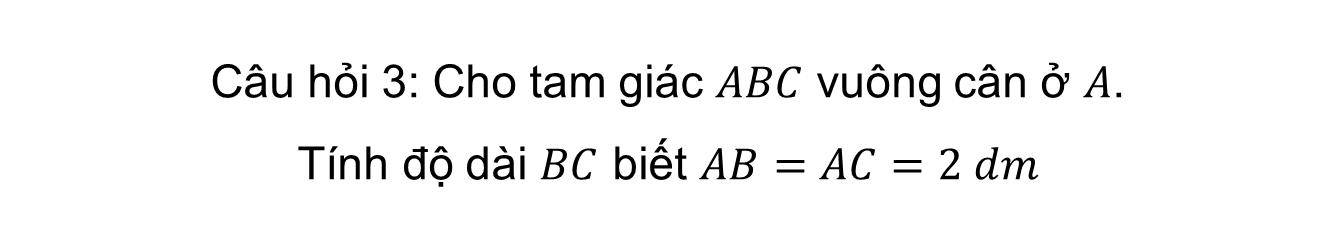 Câu hỏi 3: Cho tam giác ABC vuông cân ở A.
Tính độ dài BC biết AB = AC = 2 dm